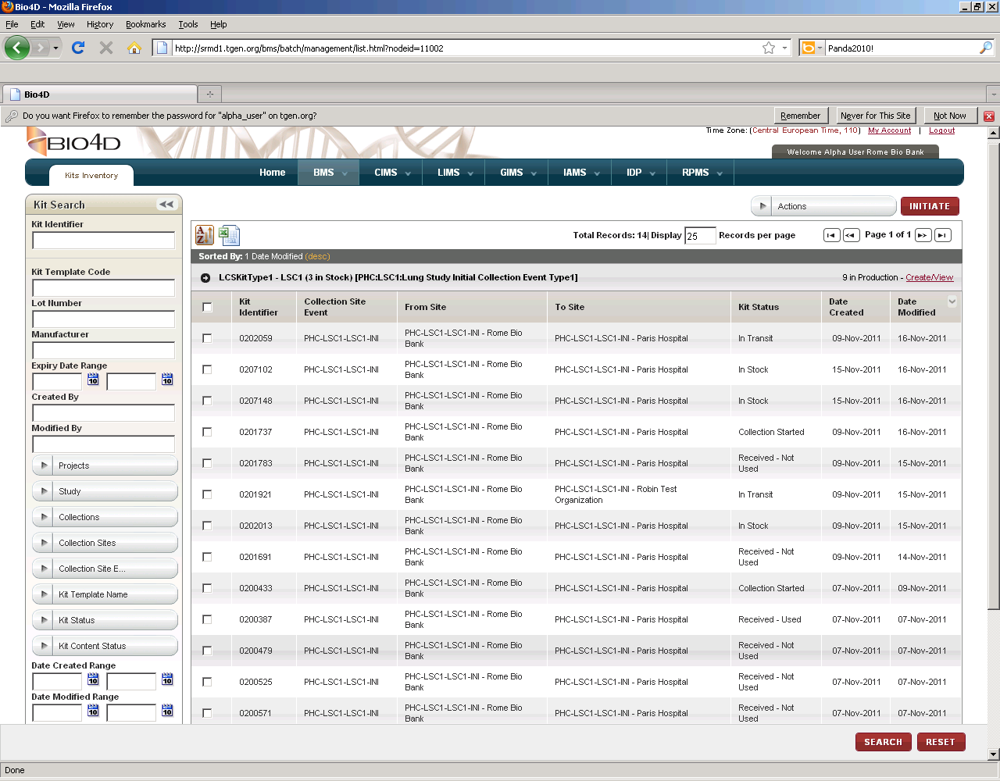 Bio4D - Mozilla Firefox
File Edit View History Bookmarks Tools Help
http://srmd1.tgen.org/bms/batch/management/list.html?nodeid=11002
Panda2010!
Bio4D
Do you want Firefox to remember the password for "alpha_user" on tgen.org?
Remember Never for This Site Not Now
BIO4D
Time Zone: (Central European Time, 110) My Account | Logout
Welcome Alpha User Rome Bio Bank
Kits Inventory
Home BMS CIMS LIMS GIMS IAMS IDP RPMS
Kit Search
Actions INITIATE
Kit Identifier
Kit Template Code
Lot Number
Manufacturer
Expiry Date Range
10 10
Created By
Modified By
Projects
Study
Collections
Collection Sites
Collection Site E...
Kit Template Name
Kit Status
Kit Content Status
Date Created Range
10 10
Date Modified Range
10 10
A Z Total Records: 14| Display 25 Records per page Page 1 of 1
Sorted By: 1 Date Modified (desc)
LCSKitType1 - LSC1 (3 in Stock) [PHC:LSC1:Lung Study Initial Collection Event Type1] 9 in Production - Create/View
Kit Identifier Collection Site Event From Site To Site Kit Status Date Created Date Modified
0202059 PHC-LSC1-LSC1-INI PHC-LSC1-LSC1-INI - Rome Bio Bank PHC-LSC1-LSC1-INI - Paris Hospital In Transit 09-Nov-2011 16-Nov-2011
0207102 PHC-LSC1-LSC1-INI PHC-LSC1-LSC1-INI - Rome Bio Bank PHC-LSC1-LSC1-INI - Paris Hospital In Stock 15-Nov-2011 16-Nov-2011
0207148 PHC-LSC1-LSC1-INI PHC-LSC1-LSC1-INI - Rome Bio Bank PHC-LSC1-LSC1-INI - Paris Hospital In Stock 15-Nov-2011 16-Nov-2011
0201737 PHC-LSC1-LSC1-INI PHC-LSC1-LSC1-INI - Rome Bio Bank PHC-LSC1-LSC1-INI - Paris Hospital Collection Started 09-Nov-2011 16-Nov-2011
0201783 PHC-LSC1-LSC1-INI PHC-LSC1-LSC1-INI - Rome Bio Bank PHC-LSC1-LSC1-INI - Paris Hospital Received - Not Used 09-Nov-2011 15-Nov-2011
0201921 PHC-LSC1-LSC1-INI PHC-LSC1-LSC1-INI - Rome Bio Bank PHC-LSC1-LSC1-INI - Robin Test Organization In Transit 09-Nov-2011 15-Nov-2011
0202013 PHC-LSC1-LSC1-INI PHC-LSC1-LSC1-INI - Rome Bio Bank PHC-LSC1-LSC1-INI - Paris Hospital In Stock 09-Nov-2011 15-Nov-2011
0201691 PHC-LSC1-LSC1-INI PHC-LSC1-LSC1-INI - Rome Bio Bank PHC-LSC1-LSC1-INI - Paris Hospital Received - Not Used 09-Nov-2011 14-Nov-2011
0200433 PHC-LSC1-LSC1-INI PHC-LSC1-LSC1-INI - Rome Bio Bank PHC-LSC1-LSC1-INI - Paris Hospital Collection Started 07-Nov-2011 09-Nov-2011
0200387 PHC-LSC1-LSC1-INI PHC-LSC1-LSC1-INI - Rome Bio Bank PHC-LSC1-LSC1-INI - Paris Hospital Received - Used 07-Nov-2011 07-Nov-2011
0200479 PHC-LSC1-LSC1-INI PHC-LSC1-LSC1-INI - Rome Bio Bank PHC-LSC1-LSC1-INI - Paris Hospital Received - Not Used 07-Nov-2011 07-Nov-2011
0200525 PHC-LSC1-LSC1-INI PHC-LSC1-LSC1-INI - Rome Bio Bank PHC-LSC1-LSC1-INI - Paris Hospital Received - Not Used 07-Nov-2011 07-Nov-2011
0200571 PHC-LSC1-LSC1-INI PHC-LSC1-LSC1-INI - Rome Bio Bank PHC-LSC1-LSC1-INI - Paris Hospital Received - Not Used 07-Nov-2011 07-Nov-2011
SEARCH RESET
Done